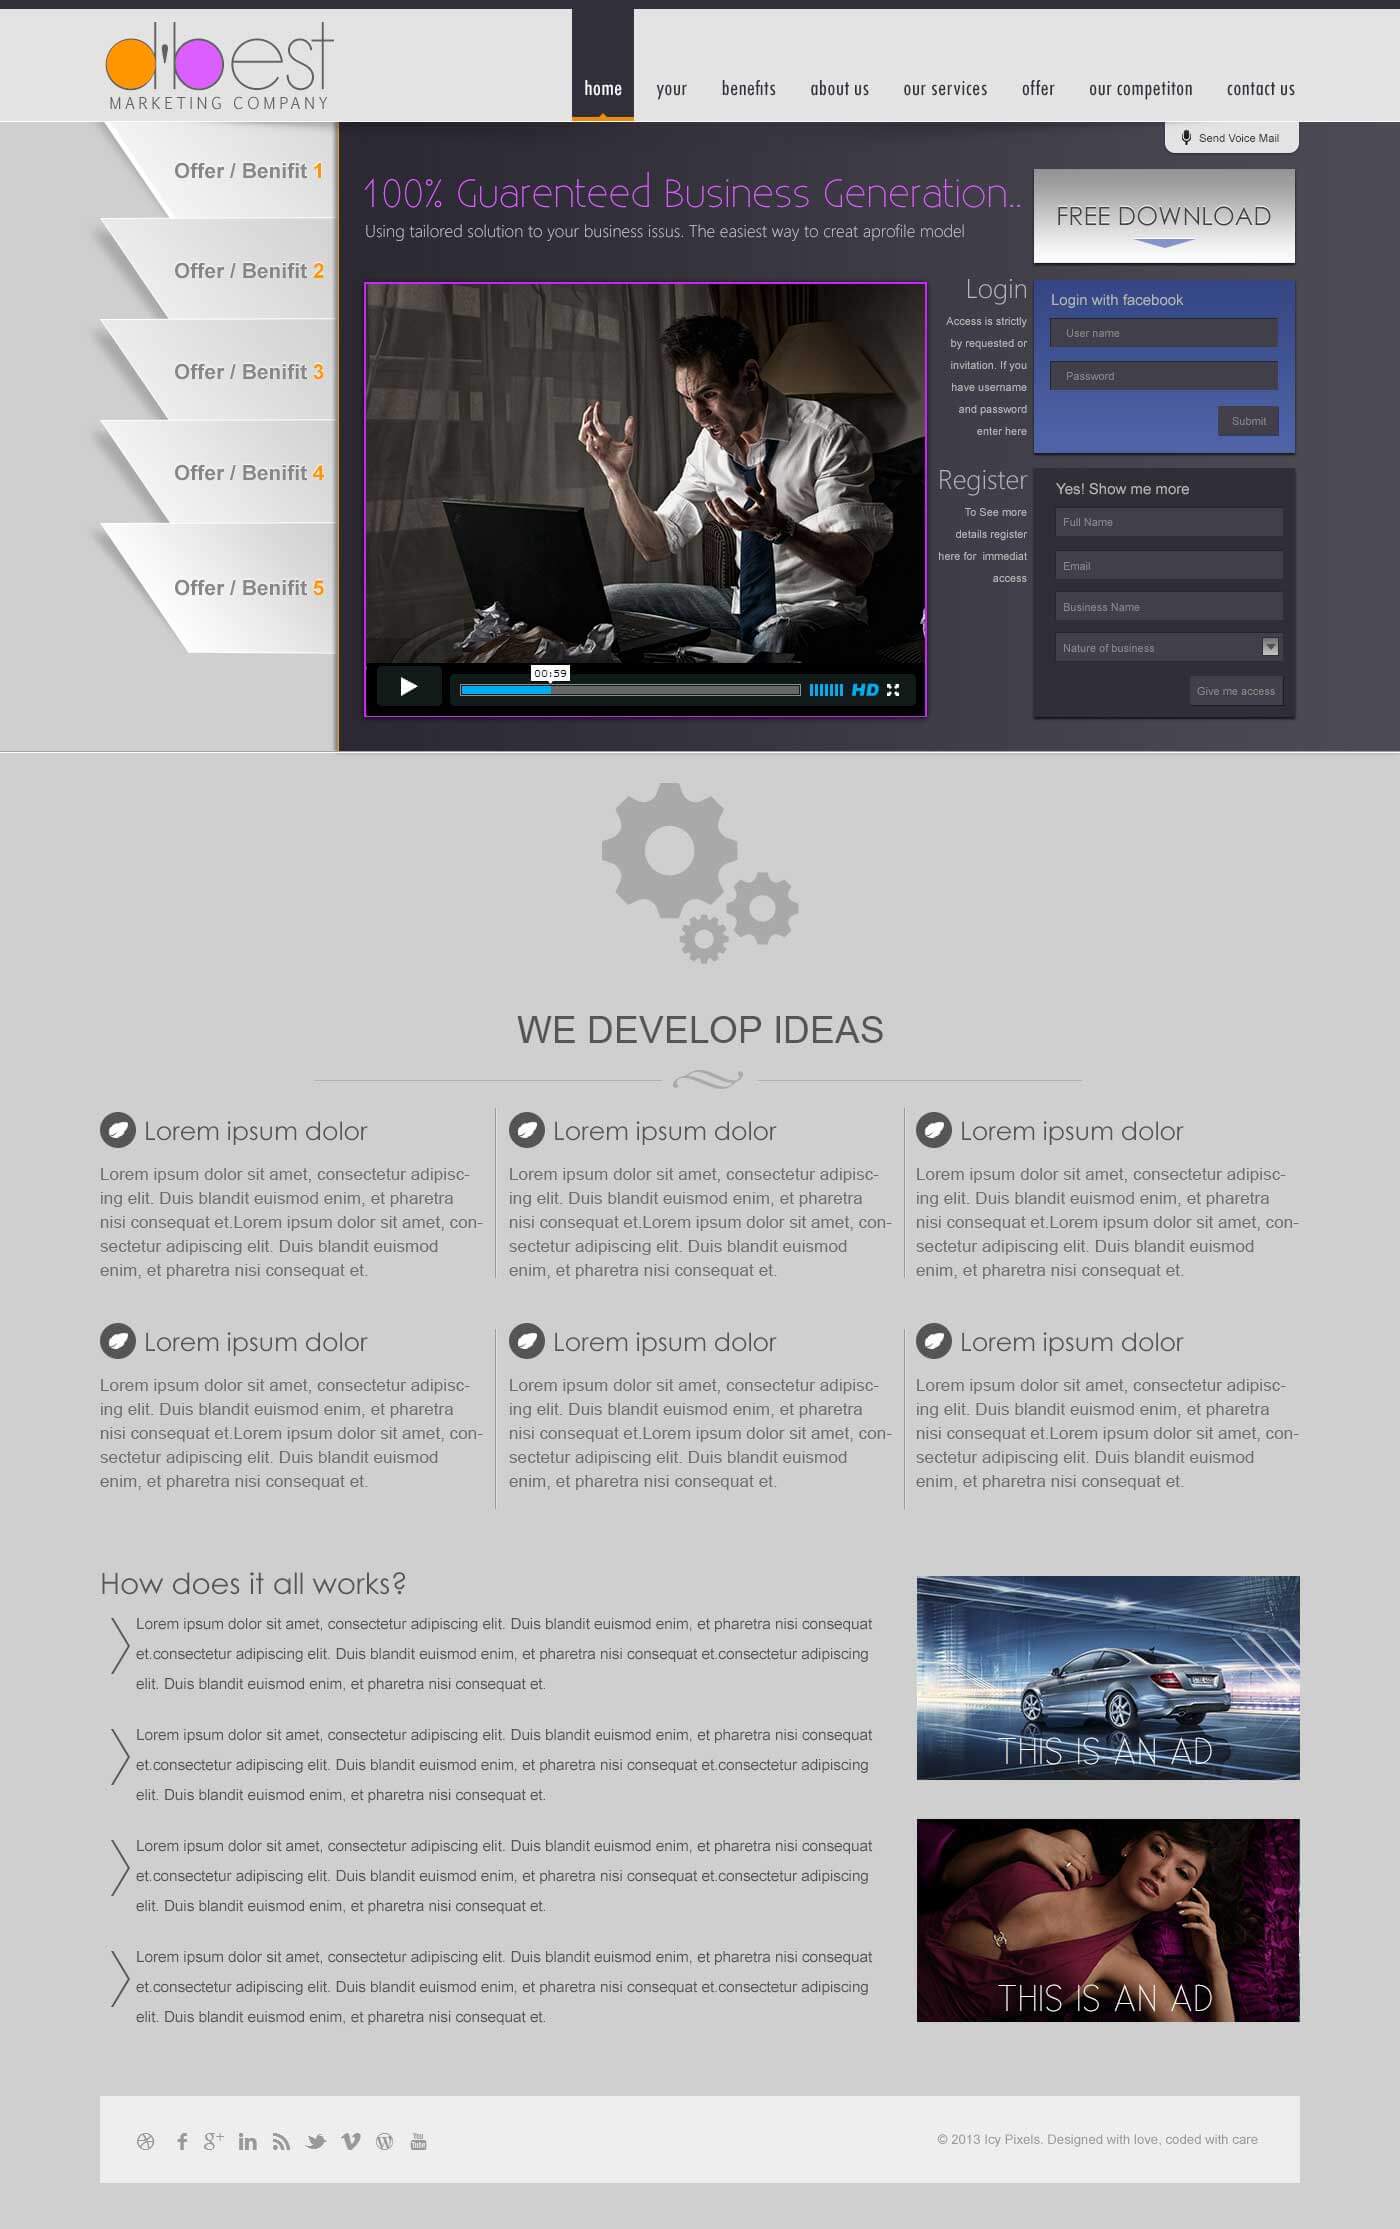 d'best
MARKETING COMPANY
home your benefits about us our services offer our competiton contact us
Send Voice Mail
Offer / Benifit 1
Offer / Benifit 2
Offer / Benifit 3
Offer / Benifit 4
Offer / Benifit 5
100% Guarenteed Business Generation..
Using tailored solution to your business issus. The easiest way to creat aprofile model
00:59
HD
FREE DOWNLOAD
Login
Access is strictly
by requested or
invitation. If you
have username
and password
enter here
Login with facebook
User name
Password
Submit
Register
To See more
details register
here for immediat
access
Yes! Show me more
Full Name
Email
Business Name
Nature of business
Give me access
WE DEVELOP IDEAS
Lorem ipsum dolor
Lorem ipsum dolor sit amet, consectetur adipisc-
ing elit. Duis blandit euismod enim, et pharetra
nisi consequat et.Lorem ipsum dolor sit amet, con-
sectetur adipiscing elit. Duis blandit euismod
enim, et pharetra nisi consequat et.
Lorem ipsum dolor
Lorem ipsum dolor sit amet, consectetur adipisc-
ing elit. Duis blandit euismod enim, et pharetra
nisi consequat et.Lorem ipsum dolor sit amet, con-
sectetur adipiscing elit. Duis blandit euismod
enim, et pharetra nisi consequat et.
Lorem ipsum dolor
Lorem ipsum dolor sit amet, consectetur adipisc-
ing elit. Duis blandit euismod enim, et pharetra
nisi consequat et.Lorem ipsum dolor sit amet, con-
sectetur adipiscing elit. Duis blandit euismod
enim, et pharetra nisi consequat et.
Lorem ipsum dolor
Lorem ipsum dolor sit amet, consectetur adipisc-
ing elit. Duis blandit euismod enim, et pharetra
nisi consequat et.Lorem ipsum dolor sit amet, con-
sectetur adipiscing elit. Duis blandit euismod
enim, et pharetra nisi consequat et.
Lorem ipsum dolor
Lorem ipsum dolor sit amet, consectetur adipisc-
ing elit. Duis blandit euismod enim, et pharetra
nisi consequat et.Lorem ipsum dolor sit amet, con-
sectetur adipiscing elit. Duis blandit euismod
enim, et pharetra nisi consequat et.
Lorem ipsum dolor
Lorem ipsum dolor sit amet, consectetur adipisc-
ing elit. Duis blandit euismod enim, et pharetra
nisi consequat et.Lorem ipsum dolor sit amet, con-
sectetur adipiscing elit. Duis blandit euismod
enim, et pharetra nisi consequat et.
How does it all works?
Lorem ipsum dolor sit amet, consectetur adipiscing elit. Duis blandit euismod enim, et pharetra nisi consequat
et.consectetur adipiscing elit. Duis blandit euismod enim, et pharetra nisi consequat et.consectetur adipiscing
elit. Duis blandit euismod enim, et pharetra nisi consequat et.
Lorem ipsum dolor sit amet, consectetur adipiscing elit. Duis blandit euismod enim, et pharetra nisi consequat
et.consectetur adipiscing elit. Duis blandit euismod enim, et pharetra nisi consequat et.consectetur adipiscing
elit. Duis blandit euismod enim, et pharetra nisi consequat et.
Lorem ipsum dolor sit amet, consectetur adipiscing elit. Duis blandit euismod enim, et pharetra nisi consequat
et.consectetur adipiscing elit. Duis blandit euismod enim, et pharetra nisi consequat et.consectetur adipiscing
elit. Duis blandit euismod enim, et pharetra nisi consequat et.
Lorem ipsum dolor sit amet, consectetur adipiscing elit. Duis blandit euismod enim, et pharetra nisi consequat
et.consectetur adipiscing elit. Duis blandit euismod enim, et pharetra nisi consequat et.consectetur adipiscing
elit. Duis blandit euismod enim, et pharetra nisi consequat et.
THIS IS AN AD
THIS IS AN AD
© 2013 Icy Pixels. Designed with love, coded with care